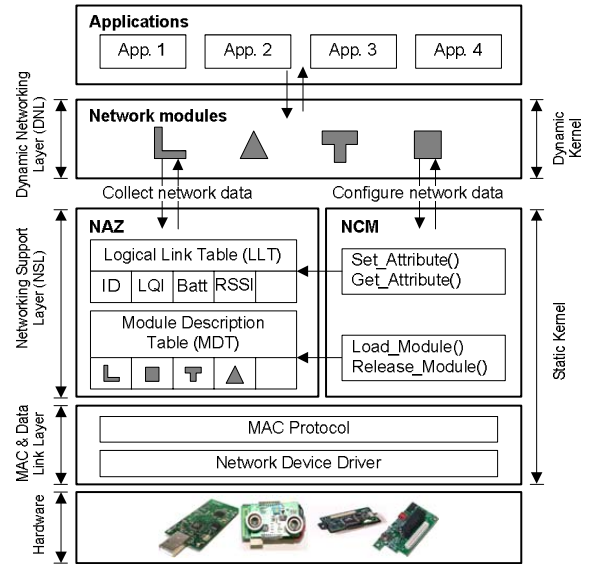 Applications
App. 1
App. 2
App. 3
App. 4
Dynamic Networking
Layer (DNL)
Network modules
Dynamic
Kernel
Collect network data
Configure network data
Networking Support
Layer (NSL)
NAZ
Logical Link Table (LLT)
ID
LQI
Batt
RSSI
Module Description
Table (MDT)
NCM
Set_Attribute()
Get_Attribute()
Load_Module()
Release_Module()
Static Kernel
MAC & Data
Link Layer
MAC Protocol
Network Device Driver
Hardware